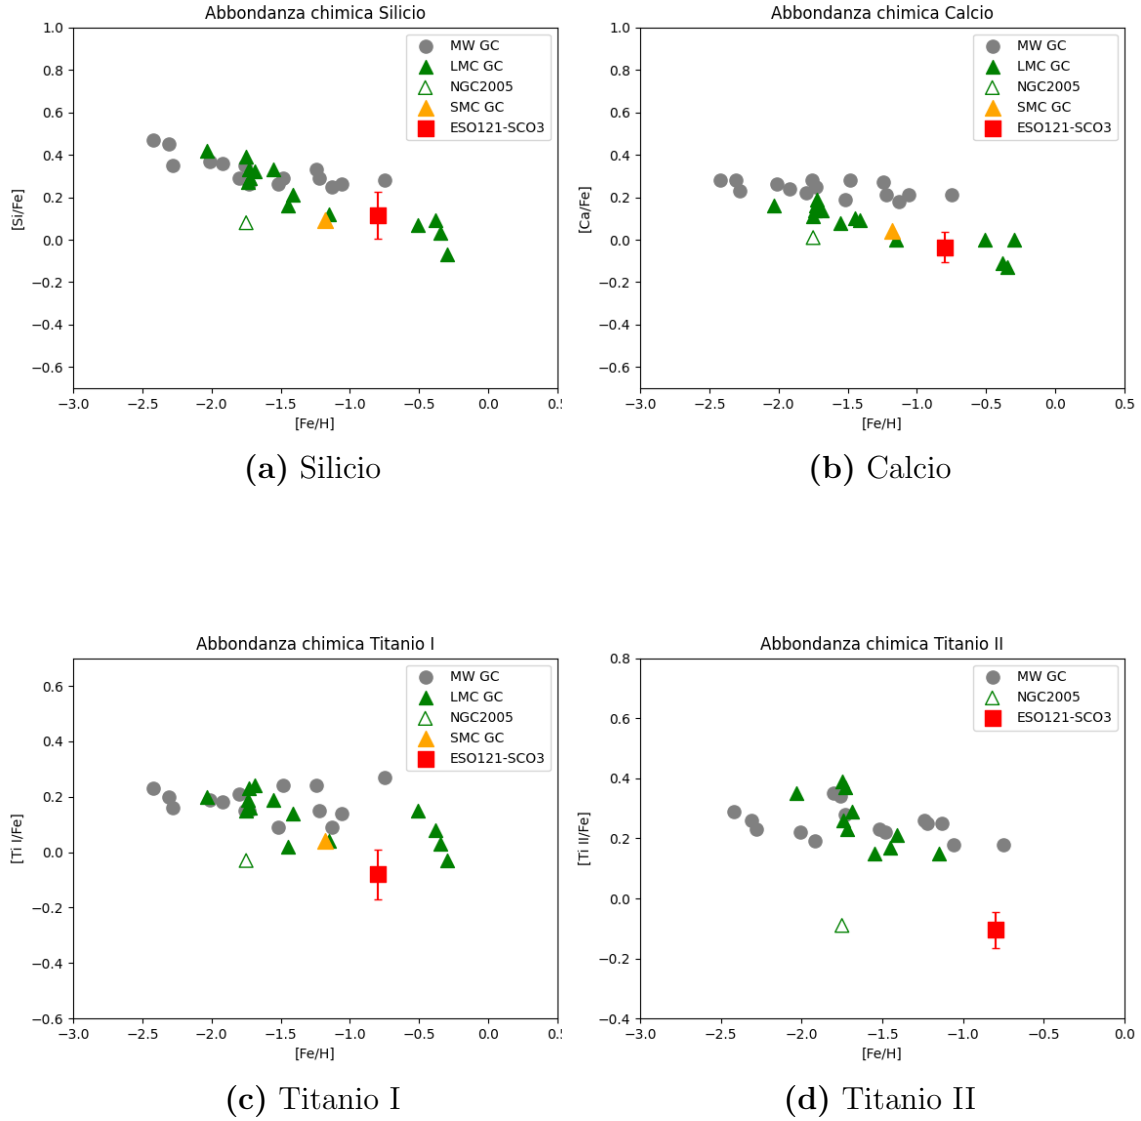 Abbondanza chimica Silicio
1.0
0.8
0.6
0.4
0.2
0.0
−0.2
−0.4
−0.6
[Si/Fe]
MW GC
LMC GC
NGC2005
SMC GC
ESO121-SCO3
−3.0 −2.5 −2.0 −1.5 −1.0 −0.5 0.0
[Fe/H]
(a) Silicio
Abbondanza chimica Calcio
1.0
0.8
0.6
0.4
0.2
0.0
−0.2
−0.4
−0.6
[Ca/Fe]
MW GC
LMC GC
NGC2005
SMC GC
ESO121-SCO3
−3.0 −2.5 −2.0 −1.5 −1.0 −0.5 0.0 0.5
[Fe/H]
(b) Calcio
Abbondanza chimica Titanio I
0.6
0.4
0.2
0.0
−0.2
−0.4
−0.6
[Ti I/Fe]
MW GC
LMC GC
NGC2005
SMC GC
ESO121-SCO3
−3.0 −2.5 −2.0 −1.5 −1.0 −0.5 0.0
[Fe/H]
(c) Titanio I
Abbondanza chimica Titanio II
0.8
0.6
0.4
0.2
0.0
−0.2
−0.4
[Ti II/Fe]
MW GC
NGC2005
ESO121-SCO3
−3.0 −2.5 −2.0 −1.5 −1.0 −0.5 0.0
[Fe/H]
(d) Titanio II